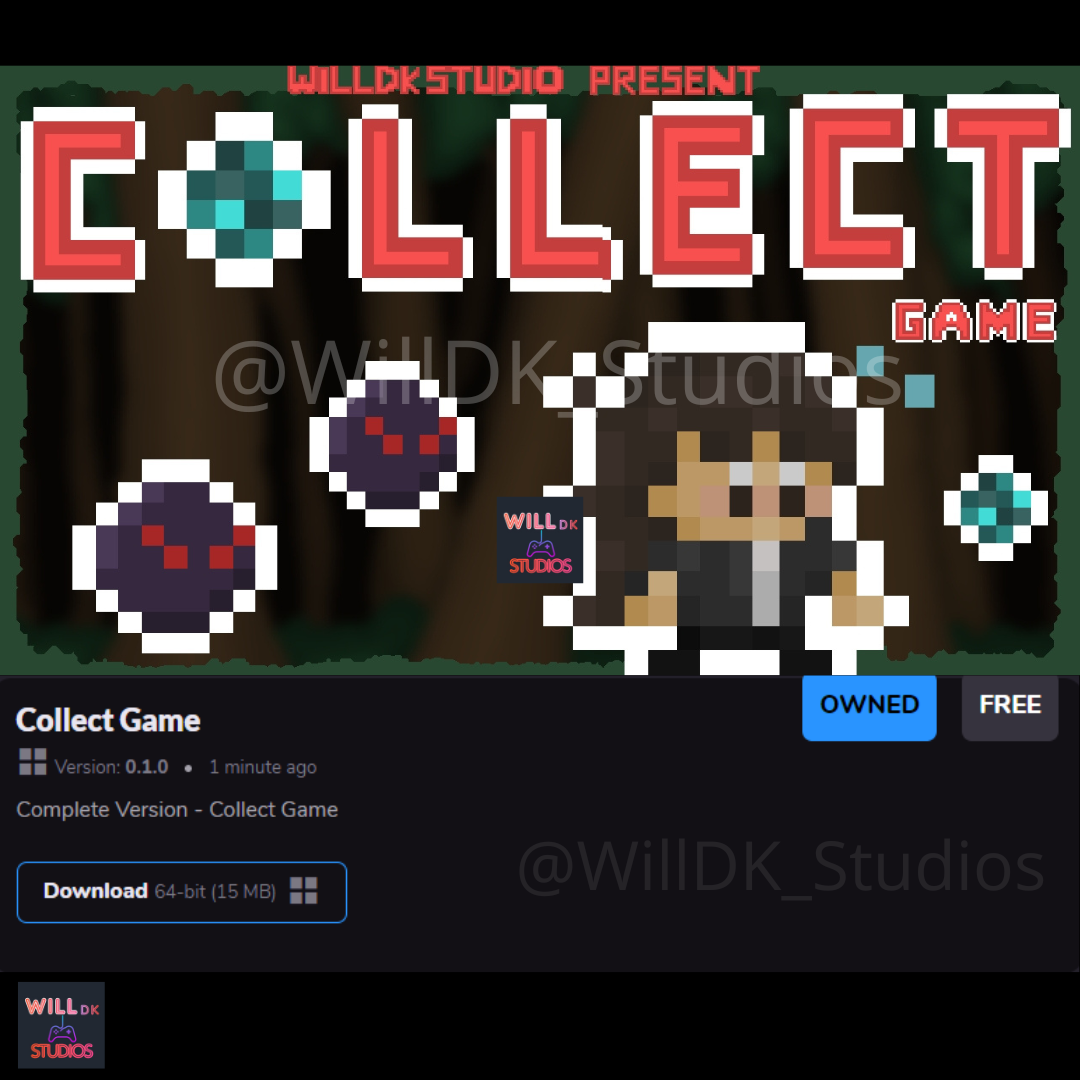 WILLDKSTUDIO PRESENT
COLLECT
GAME
@WillDK_Studios
WILL DK
STUDIOS
Collect Game
OWNED
FREE
Version: 0.1.0 • 1 minute ago
Complete Version - Collect Game
@WillDK_Studios
Download 64-bit (15 MB)
WILL DK
STUDIOS